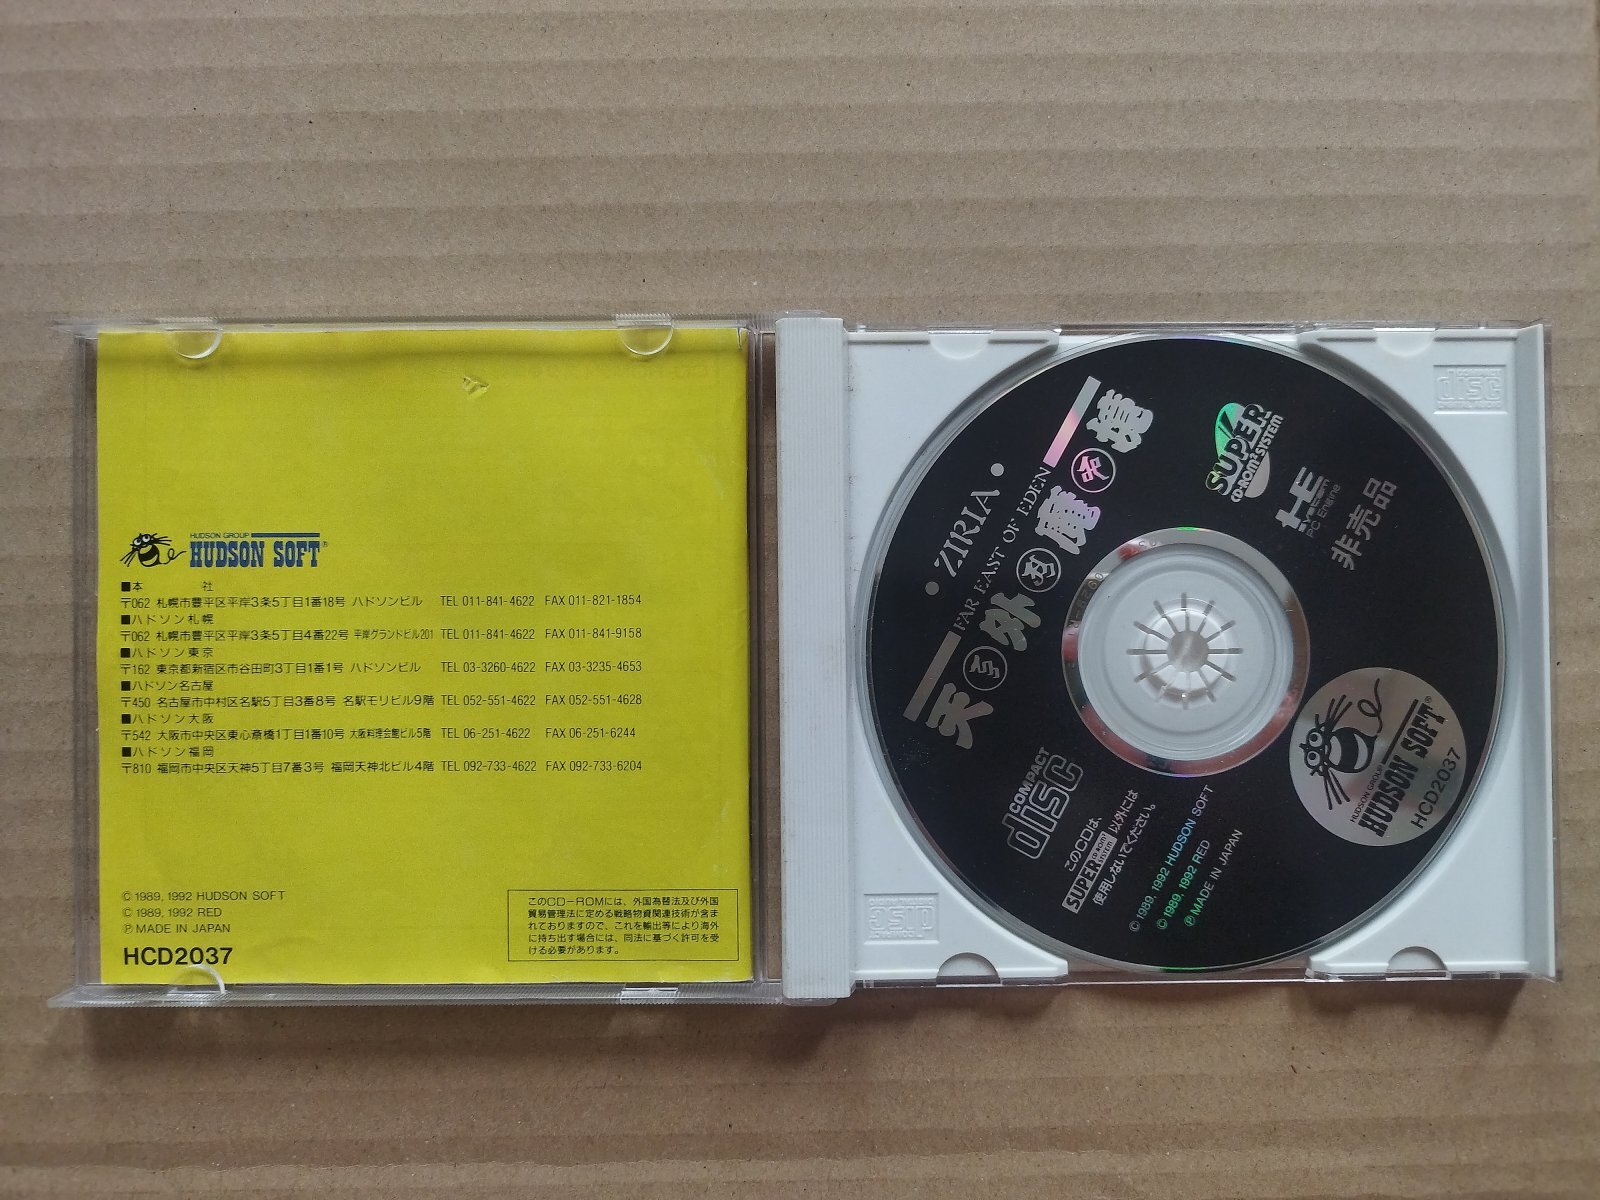 HUDSON GROUP
HUDSON SOFT®
■本　　　社
〒062 札幌市豊平区平岸3条5丁目1番18号 ハドソンビル TEL 011-841-4622 FAX 011-821-1854
■ハドソン札幌
〒062 札幌市豊平区平岸3条5丁目4番22号 平岸グランドビル201 TEL 011-841-4622 FAX 011-841-9158
■ハドソン東京
〒162 東京都新宿区市谷田町3丁目1番1号 ハドソンビル TEL 03-3260-4622 FAX 03-3235-4653
■ハドソン名古屋
〒450 名古屋市中村区名駅5丁目3番8号 名駅モリビル9階 TEL 052-551-4622 FAX 052-551-4628
■ハドソン大阪
〒542 大阪市中央区東心斎橋1丁目1番10号 大阪料理会館ビル5階 TEL 06-251-4622 FAX 06-251-6244
■ハドソン福岡
〒810 福岡市中央区天神5丁目7番3号 福岡天神北ビル4階 TEL 092-733-4622 FAX 092-733-6204
© 1989, 1992 HUDSON SOFT
© 1989, 1992 RED
Ⓟ MADE IN JAPAN
HCD2037
このCD-ROMには、外国為替法及び外国
貿易管理法に定める戦略物資関連技術が含ま
れておりますので、これを輸出等により海外
に持ち出す場合には、同法に基づく許可を受
ける必要があります。
• ZIRIA •
FAR EAST OF EDEN
天外魔境
SUPER
CD-ROM² SYSTEM
HE
system
PC Engine
非売品
HUDSON GROUP
HUDSON SOFT®
HCD2037
COMPACT
disc
このCDは、
SUPER CD-ROM² SYSTEM 以外には
使用しないでください。
© 1989, 1992 HUDSON SOFT
© 1989, 1992 RED
Ⓟ MADE IN JAPAN
COMPACT
disc
DIGITAL AUDIO
COMPACT
disc
DIGITAL AUDIO